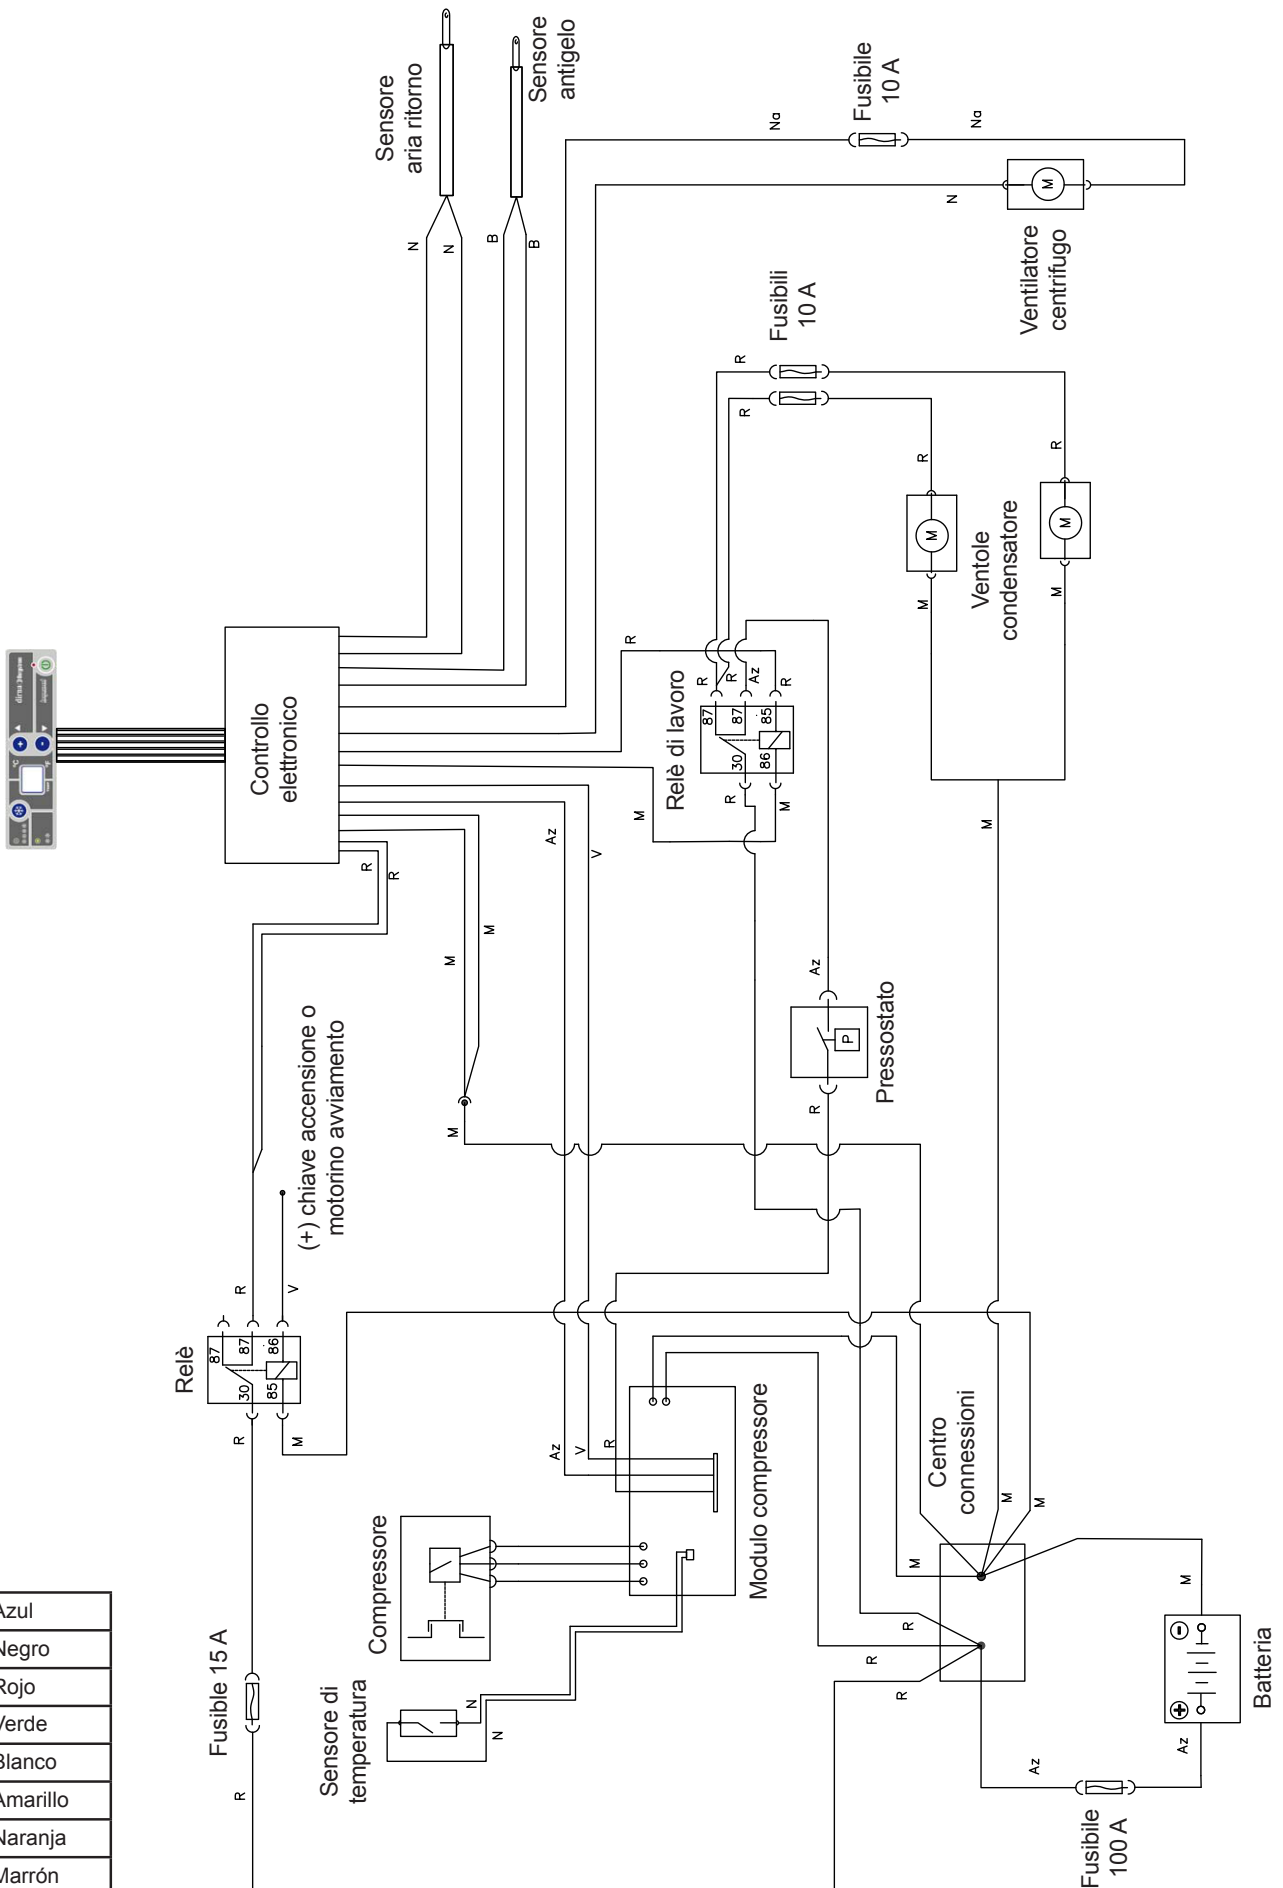 Sensore
aria ritorno
Sensore
antigelo
Fusibile
10 A
Na
Na
N
N
B
B
N
M
Ventilatore
centrifugo
Fusibili
10 A
R
R
R
R
M
M
M
M
Ventole
condensatore
dirna
°C
°F
Controllo
elettronico
R
R
R
Az
R
87
87
85
30
86
R
M
Relè di lavoro
M
M
Az
V
R
R
M
M
M
Az
P
R
Pressostato
(+) chiave accensione o
motorino avviamento
R
V
Relè
87
87
86
30
85
R
M
Az
V
R
Modulo compressore
Compressore
Centro
connessioni
M
M
M
R
R
R
Fusible 15 A
R
Sensore di
temperatura
N
N
M
Az
Az
Batteria
Fusibile
100 A
Azul
Negro
Rojo
Verde
Blanco
Amarillo
Naranja
Marrón